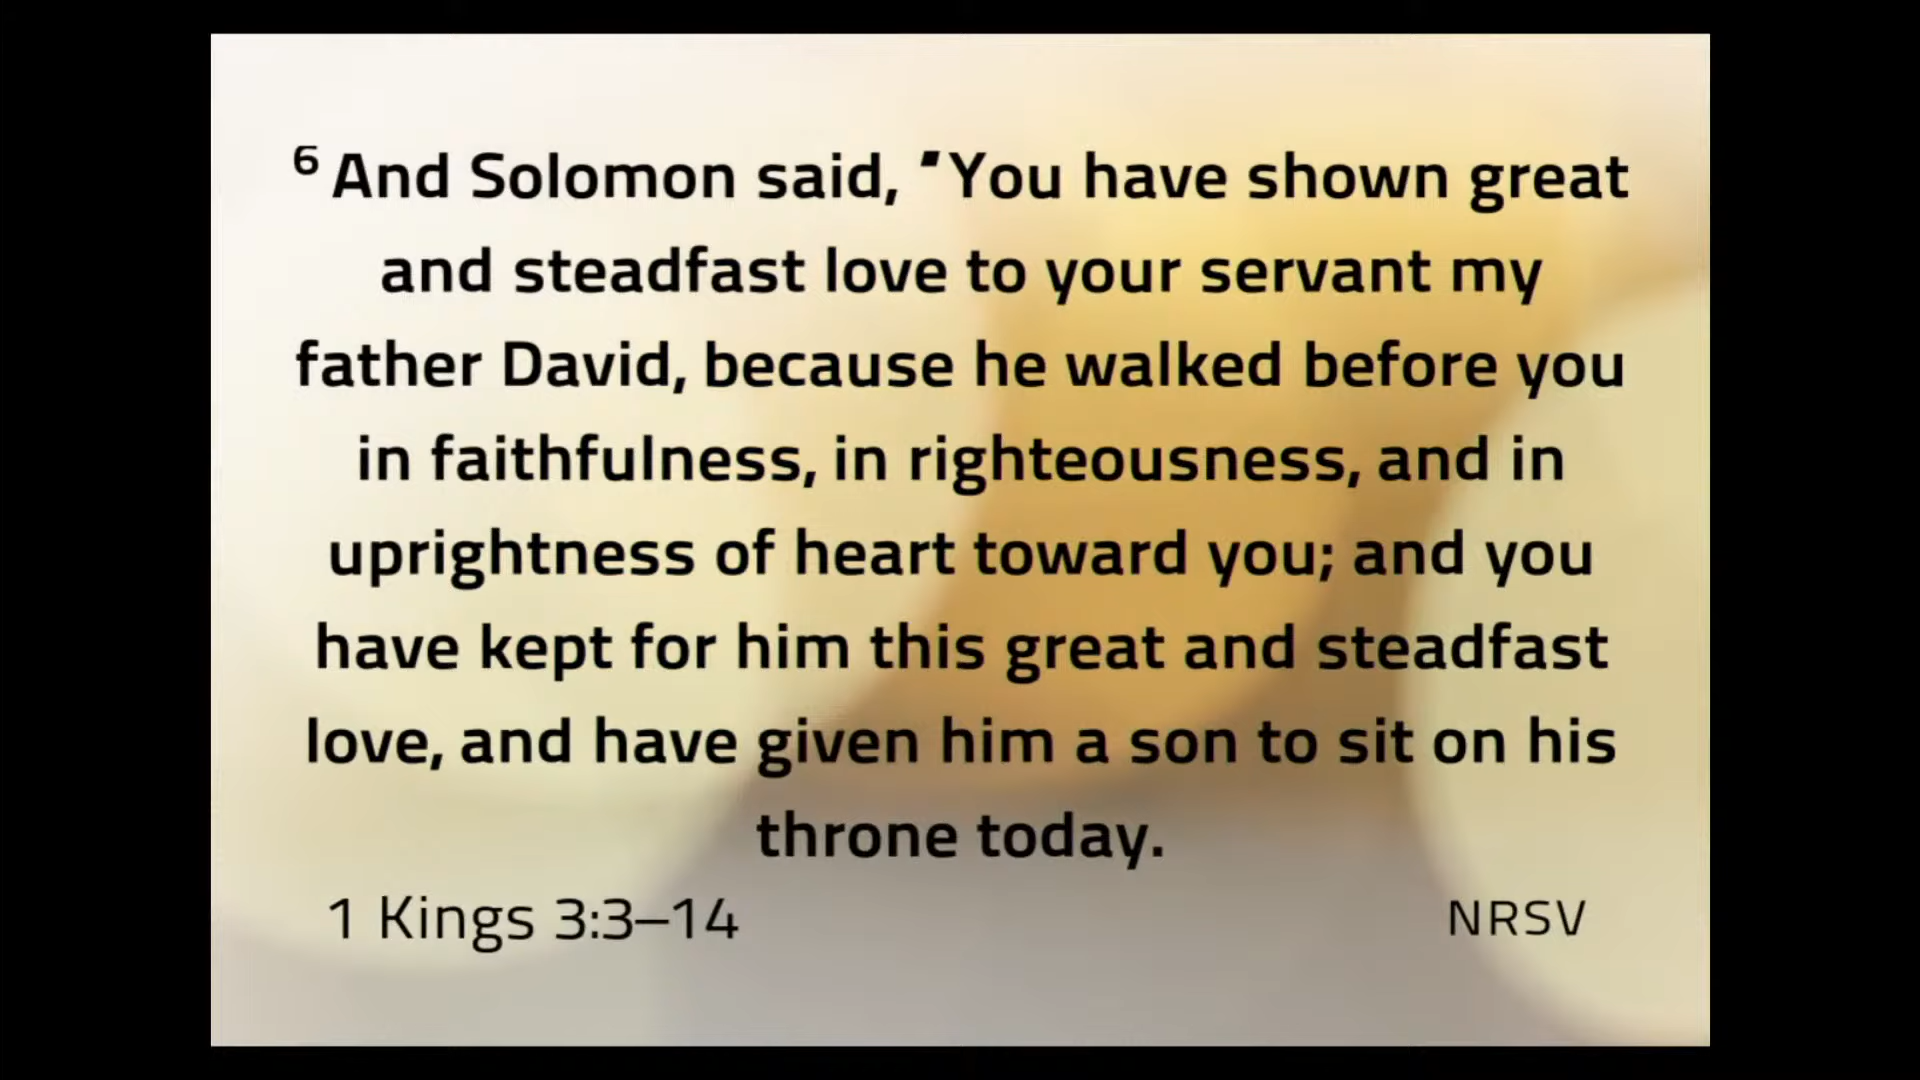 ⁶ And Solomon said, “You have shown great
and steadfast love to your servant my
father David, because he walked before you
in faithfulness, in righteousness, and in
uprightness of heart toward you; and you
have kept for him this great and steadfast
love, and have given him a son to sit on his
throne today.
1 Kings 3:3–14 NRSV